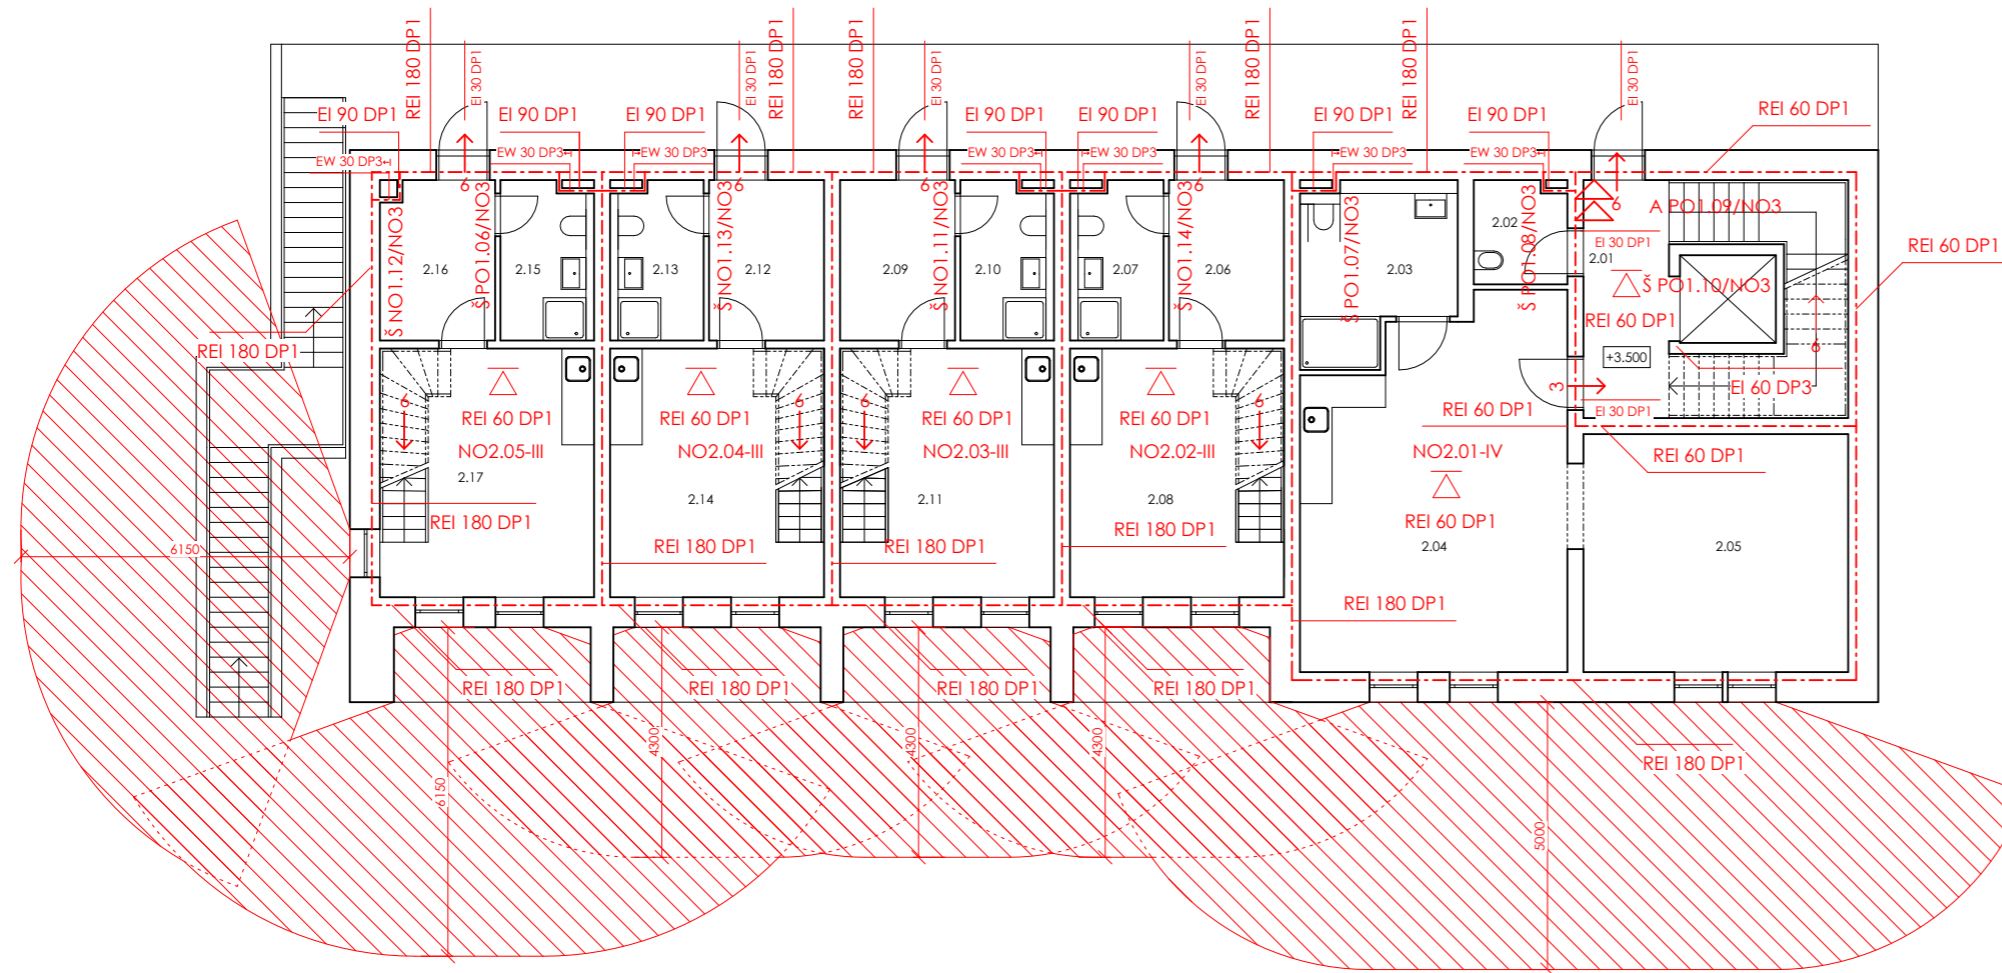 REI 180 DP1
EI 30 DP1
EI 30 DP1
REI 180 DP1
REI 180 DP1
EI 30 DP1
EI 30 DP1
REI 180 DP1
REI 180 DP1
EI 30 DP1
REI 60 DP1
EI 90 DP1
EI 90 DP1
EI 90 DP1
EI 90 DP1
EI 90 DP1
EI 90 DP1
EI 90 DP1
EW 30 DP3
EW 30 DP3
EW 30 DP3
EW 30 DP3
EW 30 DP3
EW 30 DP3
EW 30 DP3
6
6
6
6
6
Š NO1.12/NO3
Š PO1.06/NO3
Š NO1.13/NO3
Š NO1.11/NO3
Š NO1.14/NO3
Š PO1.07/NO3
Š PO1.08/NO3
A PO1.09/NO3
2.16
2.15
2.13
2.12
2.09
2.10
2.07
2.06
2.03
2.02
2.01
EI 30 DP1
REI 60 DP1
Š PO1.10/NO3
REI 60 DP1
REI 180 DP1
+3.500
6
EI 60 DP3
3
EI 30 DP1
6
6
6
6
REI 60 DP1
REI 60 DP1
REI 60 DP1
REI 60 DP1
REI 60 DP1
NO2.05-III
NO2.04-III
NO2.03-III
NO2.02-III
NO2.01-IV
REI 60 DP1
2.17
2.14
2.11
2.08
REI 180 DP1
REI 180 DP1
REI 60 DP1
REI 180 DP1
REI 180 DP1
2.04
2.05
6150
REI 180 DP1
REI 180 DP1
REI 180 DP1
REI 180 DP1
REI 180 DP1
4300
4300
4300
REI 180 DP1
6150
5000